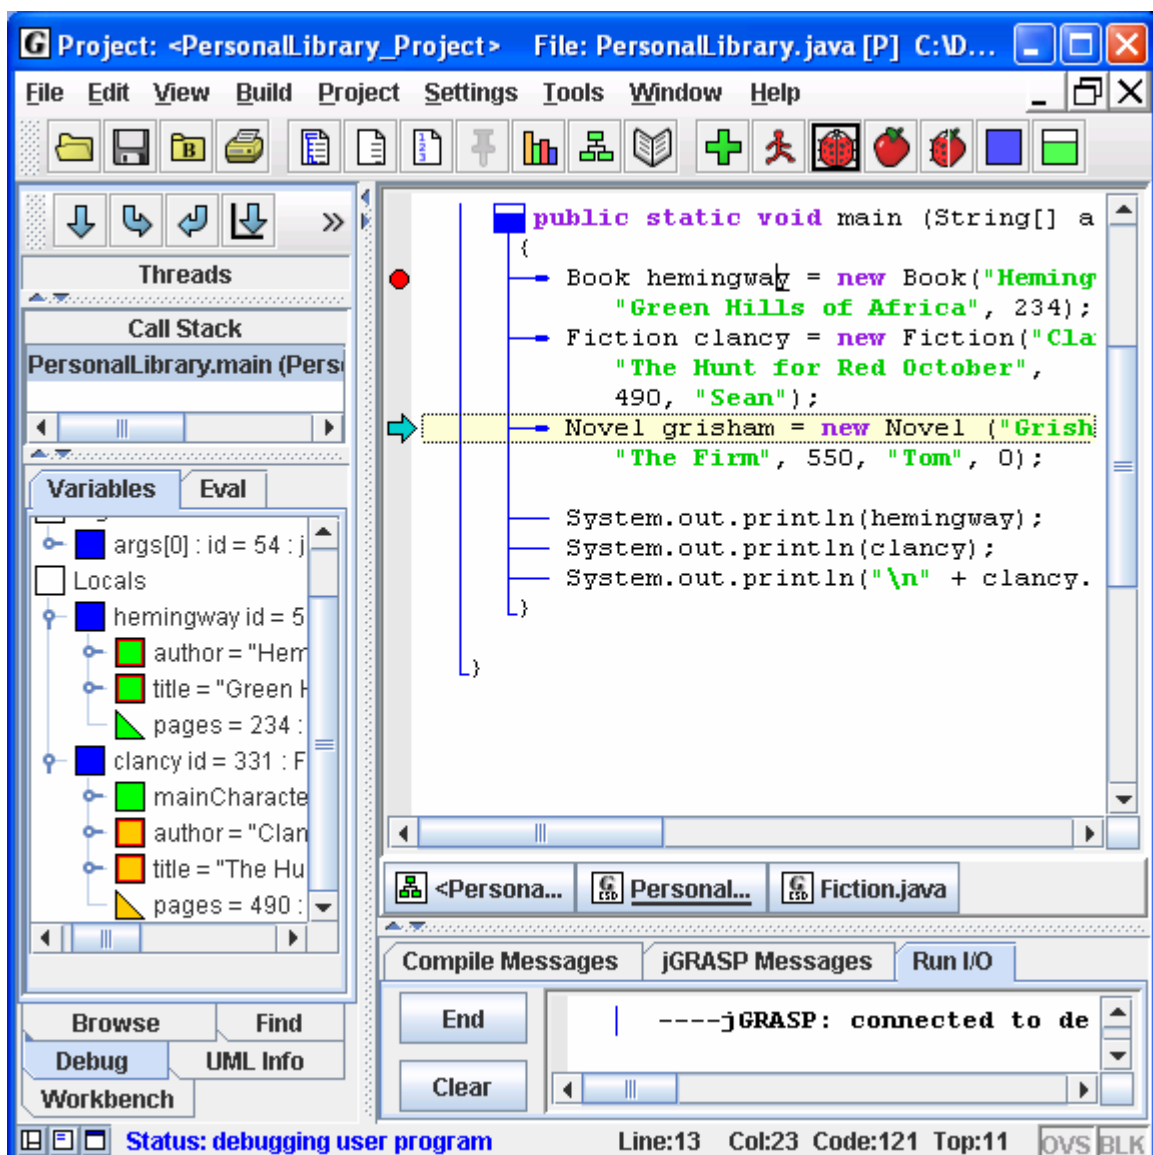 Project: <PersonalLibrary_Project> File: PersonalLibrary.java [P] C:\D...
File Edit View Build Project Settings Tools Window Help
Threads
Call Stack
PersonalLibrary.main (Pers
Variables Eval
args[0] : id = 54 : j
Locals
hemingway id = 5
author = "Hem
title = "Green H
pages = 234 :
clancy id = 331 : F
mainCharacte
author = "Clan
title = "The Hu
pages = 490 :
Browse Find
Debug UML Info
Workbench
public static void main (String[] a
{
Book hemingway = new Book("Heming
"Green Hills of Africa", 234);
Fiction clancy = new Fiction("Cla
"The Hunt for Red October",
490, "Sean");
Novel grisham = new Novel ("Grish
"The Firm", 550, "Tom", 0);
System.out.println(hemingway);
System.out.println(clancy);
System.out.println("\n" + clancy.
}
}
<Persona... Personal... Fiction.java
Compile Messages jGRASP Messages Run I/O
End
Clear
----jGRASP: connected to de
Status: debugging user program Line:13 Col:23 Code:121 Top:11 OVS BLK